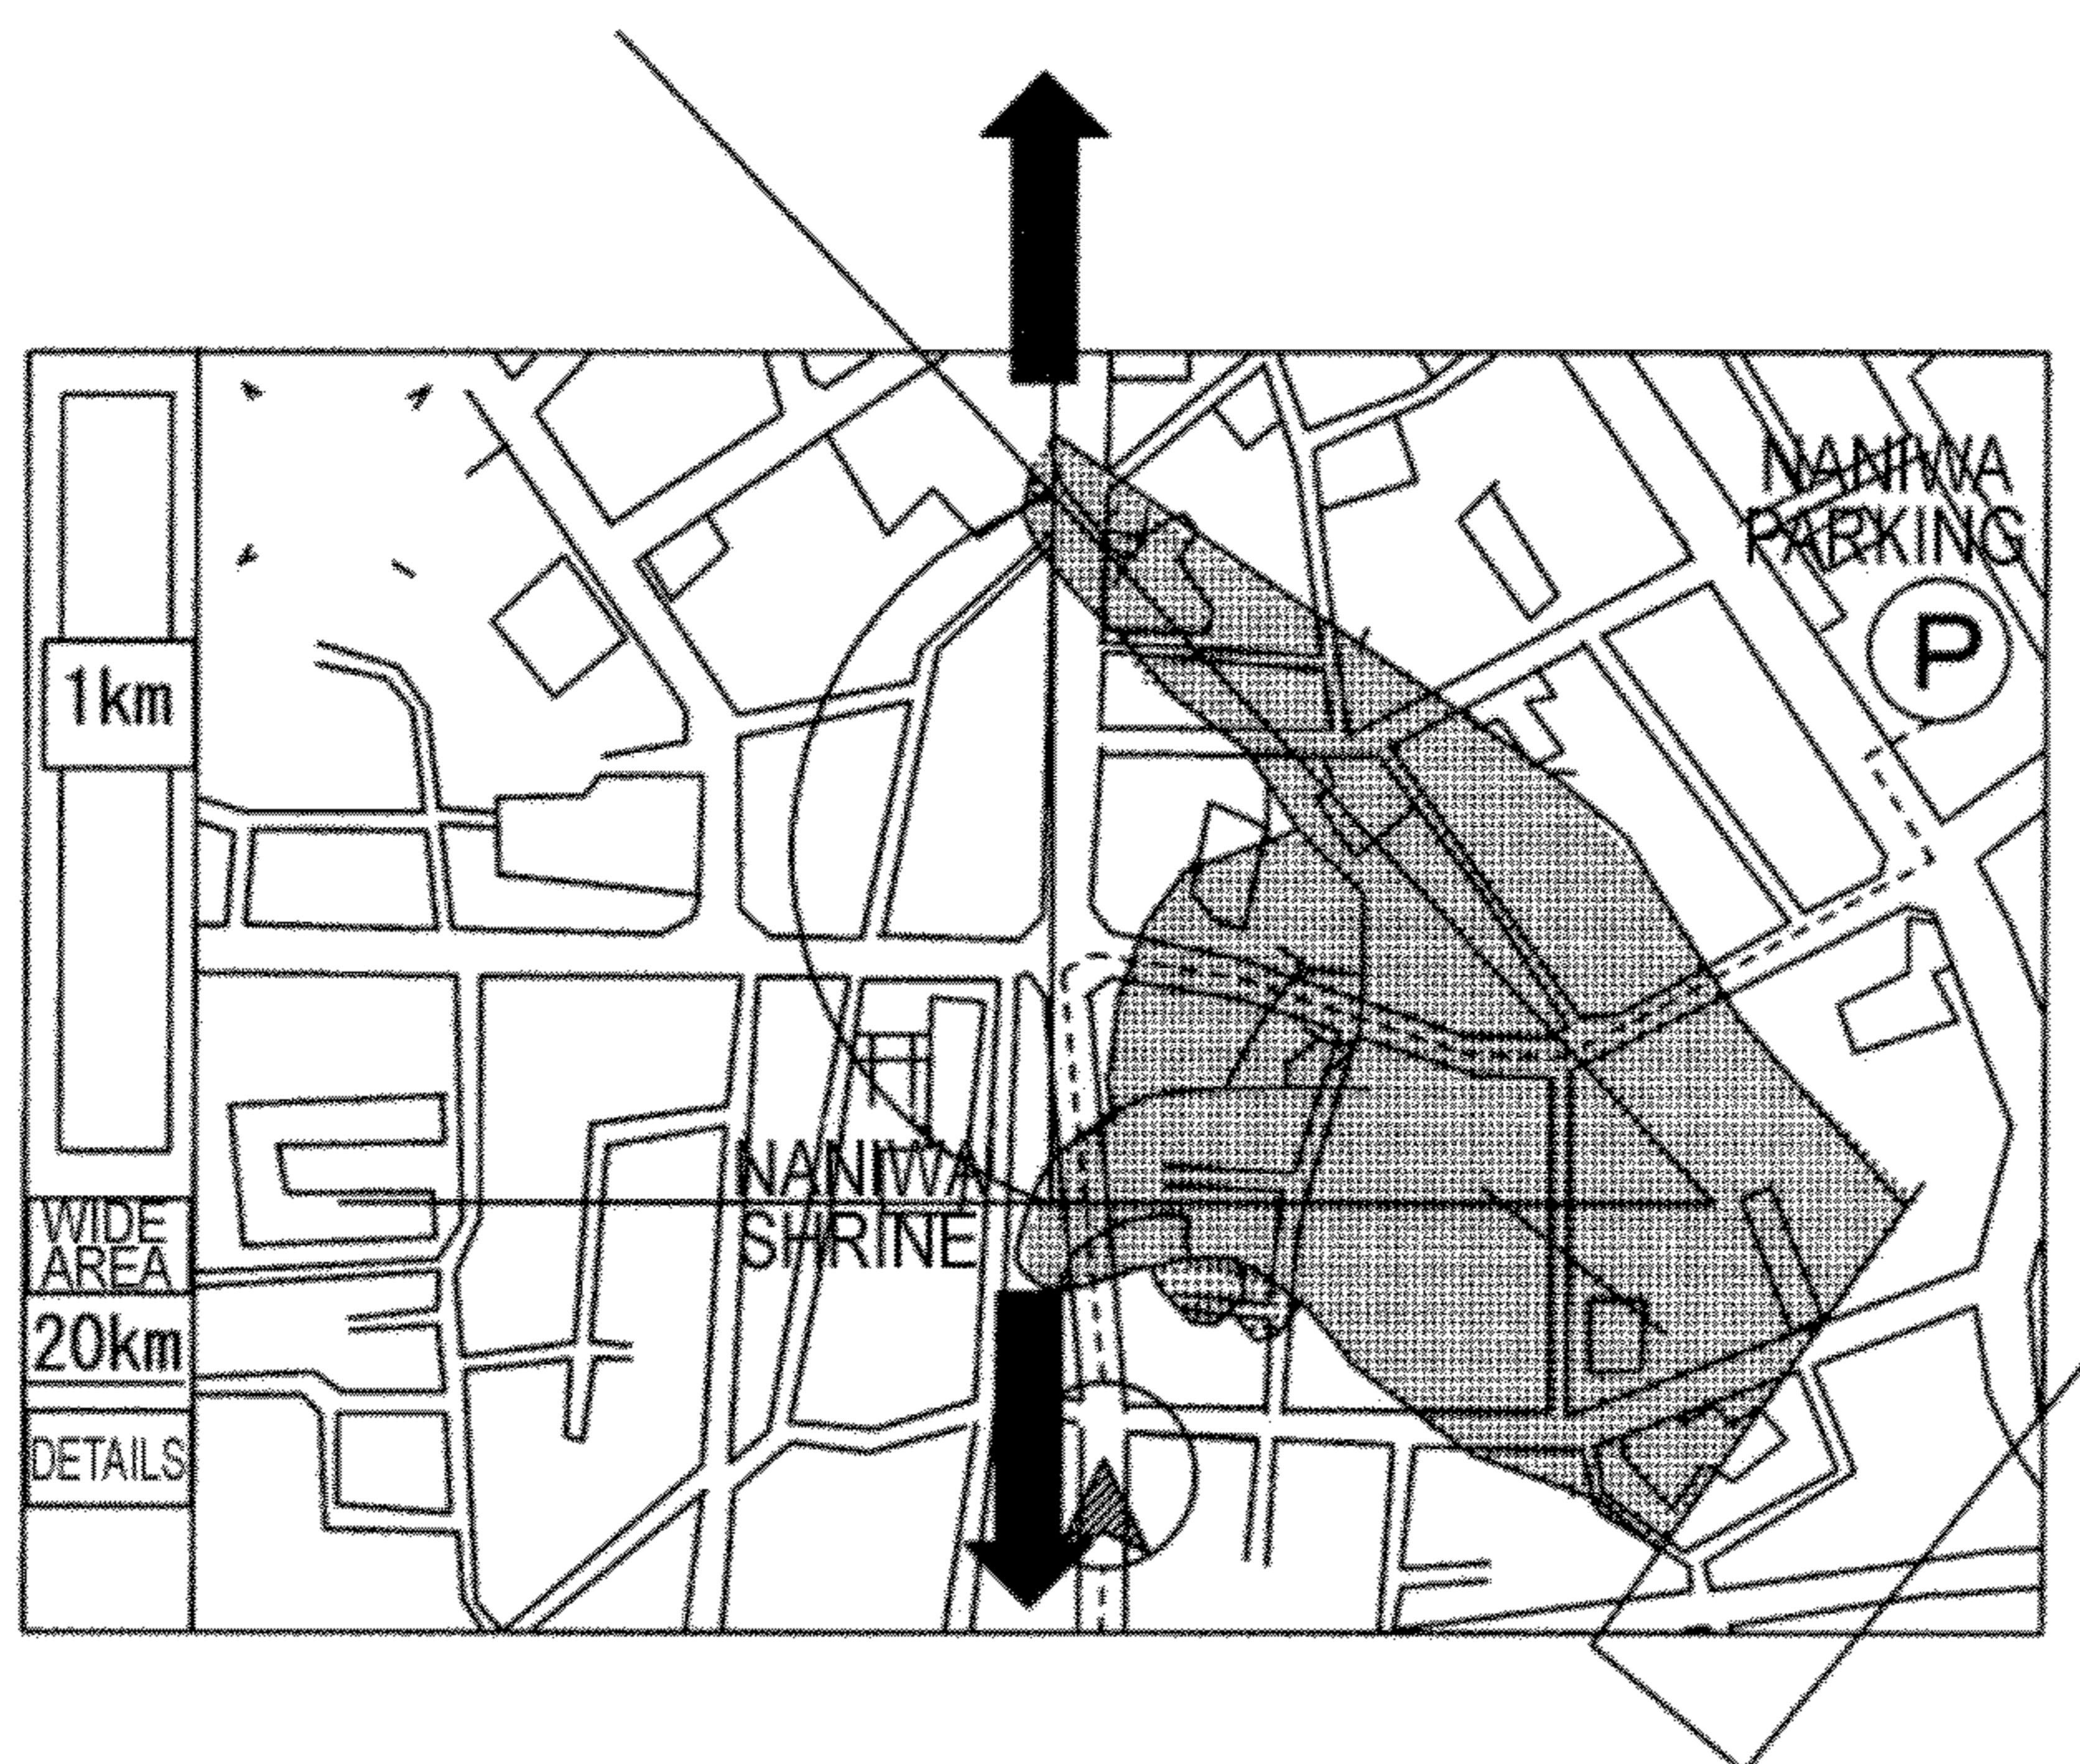 NANIWA
PARKING
P
1km
NANIWA
SHRINE
WIDE
AREA
20km
DETAILS